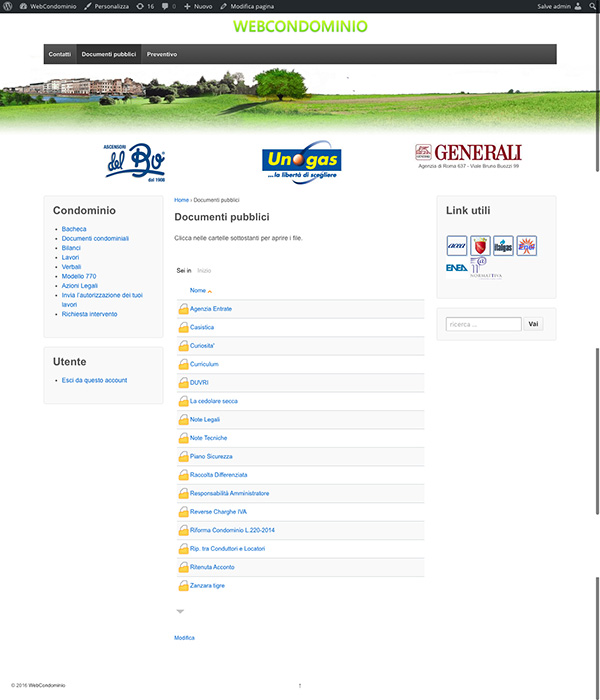 WebCondominio Personalizza 16 0 Nuovo Modifica pagina Salve admin
WEBCONDOMINIO
Contatti Documenti pubblici Preventivo
ASCENSORI
del Bo
dal 1908
Unogas
...la libertà di scegliere
GENERALI
Agenzia di Roma 637 - Viale Bruno Buozzi 98
Condominio
Bacheca
Documenti condominiali
Bilanci
Lavori
Verbali
Modello 770
Azioni Legali
Invia l'autorizzazione dei tuoi
lavori
Richiesta intervento
Utente
Esci da questo account
Home › Documenti pubblici
Documenti pubblici
Clicca nelle cartelle sottostanti per aprire i file.
Sei in Inizio
Nome
Agenzia Entrate
Casistica
Curiosita'
Curriculum
DUVRI
La cedolare secca
Note Legali
Note Tecniche
Piano Sicurezza
Raccolta Differenziata
Responsabilità Amministratore
Reverse Charghe IVA
Riforma Condominio L.220-2014
Rip. tra Conduttori e Locatori
Ritenuta Acconto
Zanzara tigre
Modifica
Link utili
acea
italgas
ENEA
NORMATTIVA
ricerca ... Vai
© 2016 WebCondominio
↑